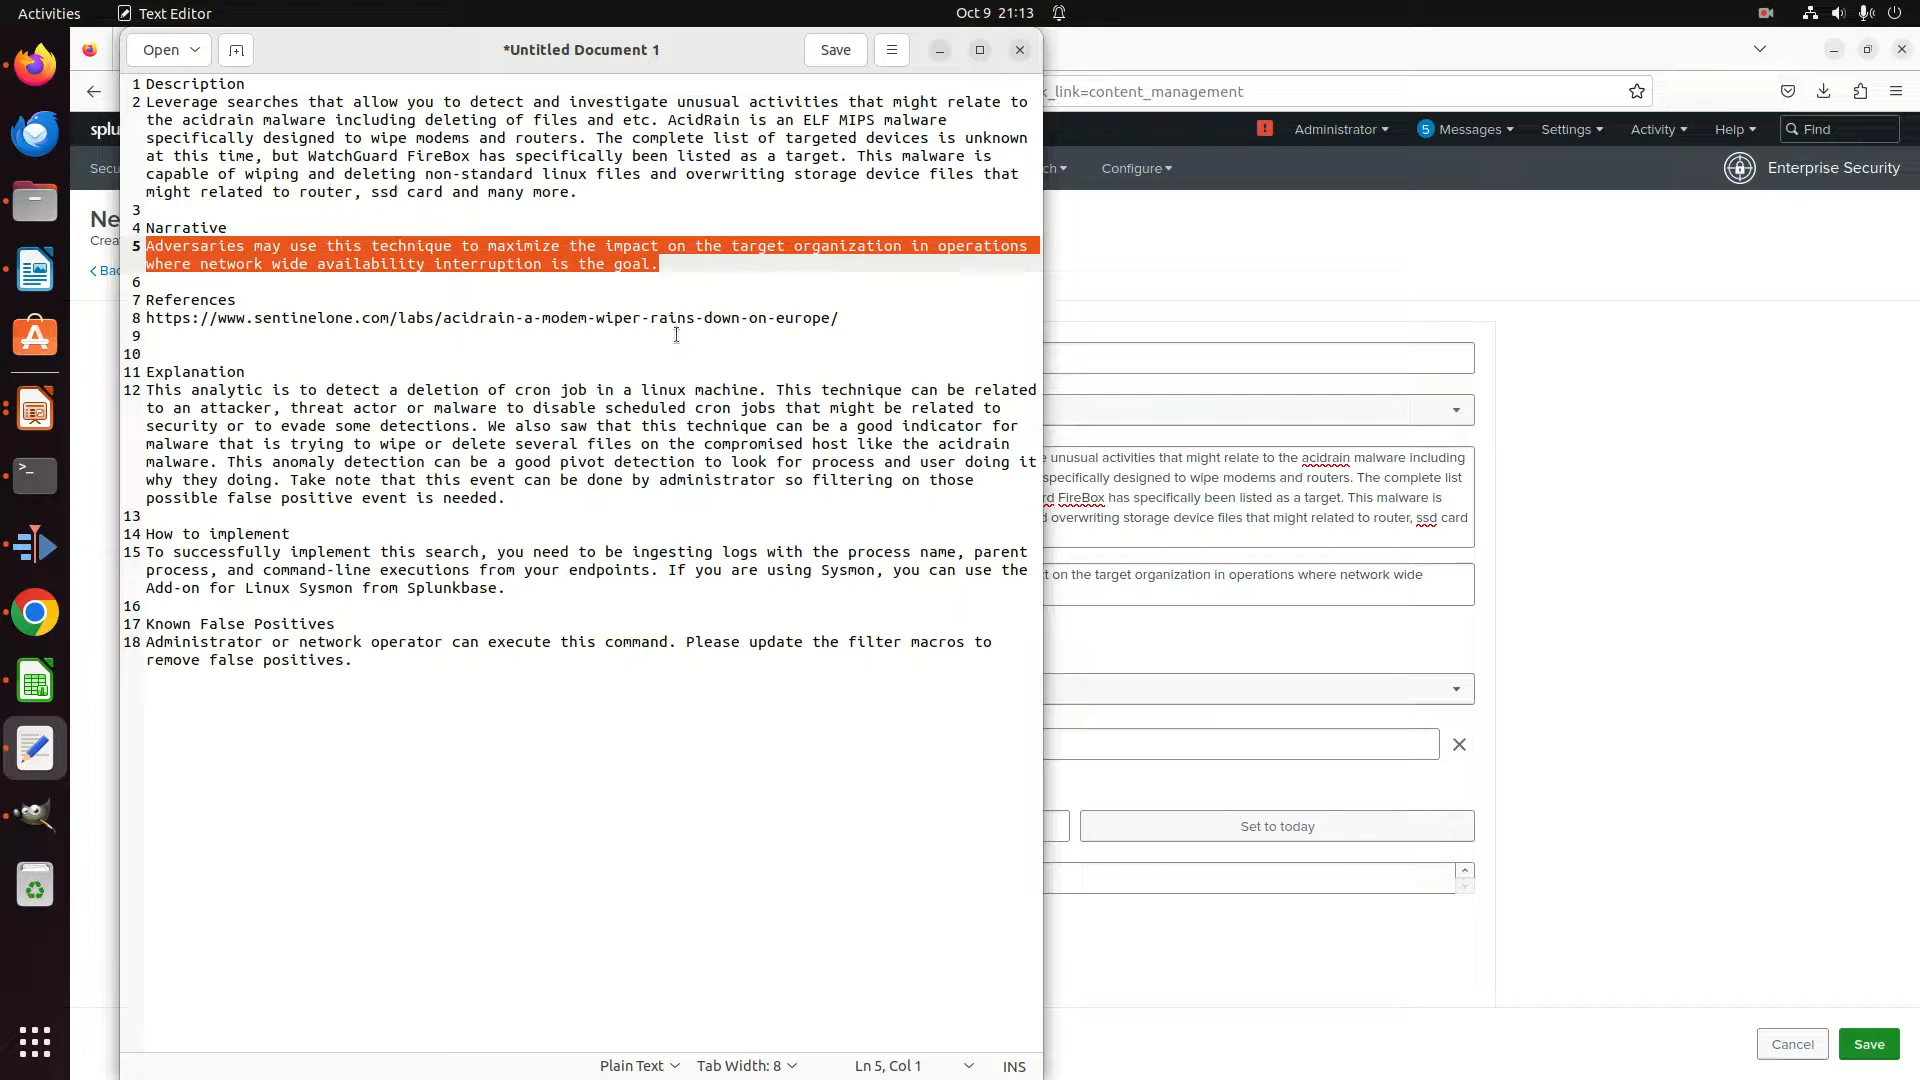 Activities
Text Editor
Oct 9 21:13
Open
*Untitled Document 1
Save
1 Description
2 Leverage searches that allow you to detect and investigate unusual activities that might relate to
the acidrain malware including deleting of files and etc. AcidRain is an ELF MIPS malware
specifically designed to wipe modems and routers. The complete list of targeted devices is unknown
at this time, but WatchGuard FireBox has specifically been listed as a target. This malware is
capable of wiping and deleting non-standard linux files and overwriting storage device files that
might related to router, ssd card and many more.
3
4 Narrative
5 Adversaries may use this technique to maximize the impact on the target organization in operations
where network wide availability interruption is the goal.
6
7 References
8 https://www.sentinelone.com/labs/acidrain-a-modem-wiper-rains-down-on-europe/
9
10
11 Explanation
12 This analytic is to detect a deletion of cron job in a linux machine. This technique can be related
to an attacker, threat actor or malware to disable scheduled cron jobs that might be related to
security or to evade some detections. We also saw that this technique can be a good indicator for
malware that is trying to wipe or delete several files on the compromised host like the acidrain
malware. This anomaly detection can be a good pivot detection to look for process and user doing it
why they doing. Take note that this event can be done by administrator so filtering on those
possible false positive event is needed.
13
14 How to implement
15 To successfully implement this search, you need to be ingesting logs with the process name, parent
process, and command-line executions from your endpoints. If you are using Sysmon, you can use the
Add-on for Linux Sysmon from Splunkbase.
16
17 Known False Positives
18 Administrator or network operator can execute this command. Please update the filter macros to
remove false positives.
Plain Text
Tab Width: 8
Ln 5, Col 1
INS
k_link=content_management
splu
! Administrator
5 Messages
Settings
Activity
Help
Find
Secu
ch
Configure
Enterprise Security
Ne
Crea
< Bac
unusual activities that might relate to the acidrain malware including
specifically designed to wipe modems and routers. The complete list
rd FireBox has specifically been listed as a target. This malware is
d overwriting storage device files that might related to router, ssd card
t on the target organization in operations where network wide
Set to today
Cancel
Save